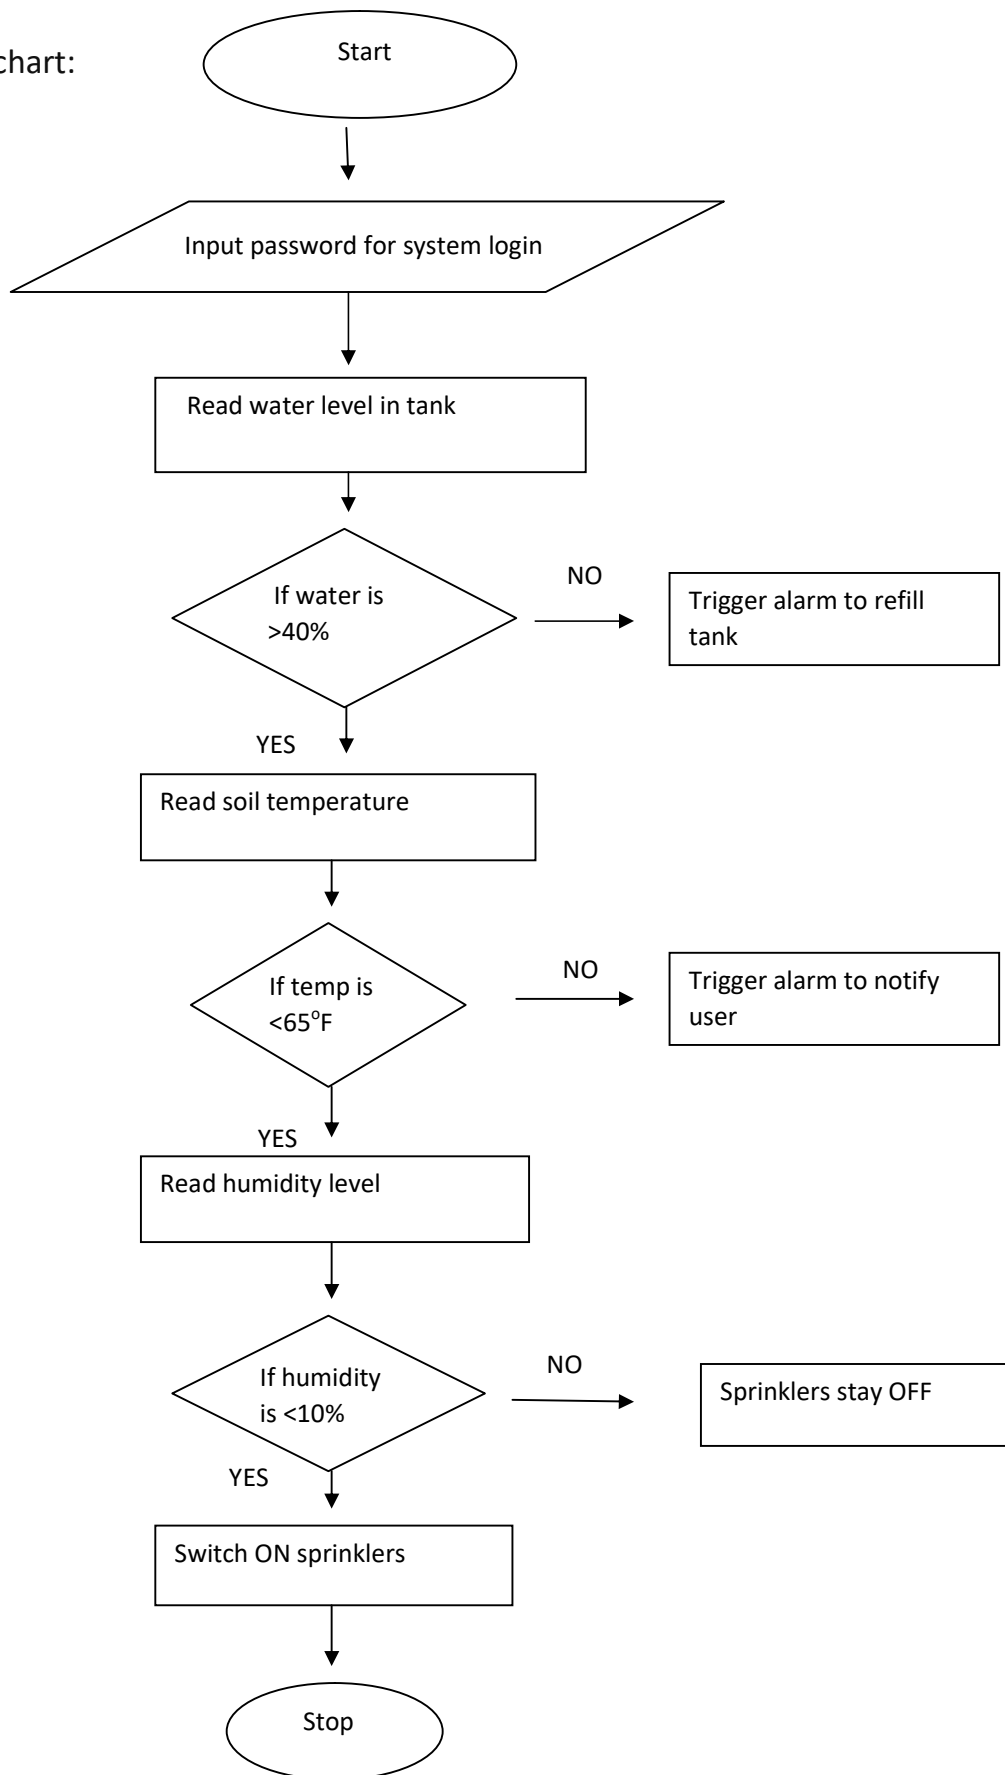 chart:
Start
Input password for system login
Read water level in tank
If water is
>40%
NO
Trigger alarm to refill
tank
YES
Read soil temperature
If temp is
<65°F
NO
Trigger alarm to notify
user
YES
Read humidity level
If humidity
is <10%
NO
Sprinklers stay OFF
YES
Switch ON sprinklers
Stop